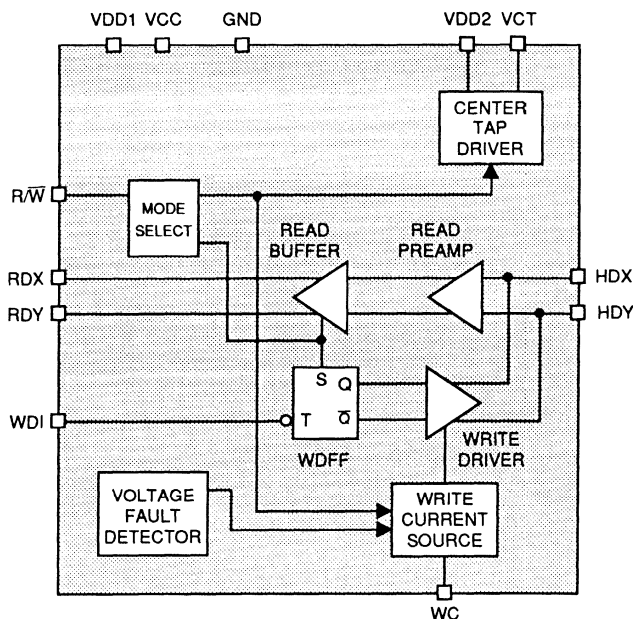 VDD1 VCC GND VDD2 VCT
CENTER
TAP
DRIVER
R/W̅
MODE
SELECT
READ
BUFFER
READ
PREAMP
RDX
HDX
RDY
HDY
S
Q
T
Q̅
WDI
WDFF
WRITE
DRIVER
VOLTAGE
FAULT
DETECTOR
WRITE
CURRENT
SOURCE
WC